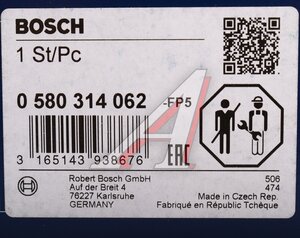 BOSCH
1 St/Pc
0 580 314 062 -FP5
3 165143 938676
EAC
Robert Bosch GmbH
Auf der Breit 4
76227 Karlsruhe
GERMANY
506
474
Made in Czech Rep.
Fabriqué en République Tchèque